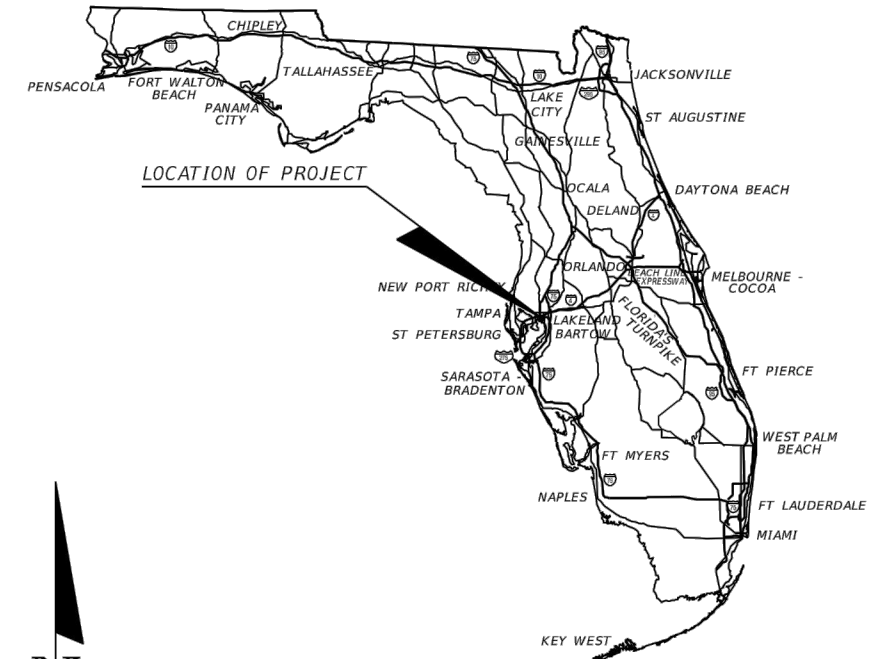 CHIPLEY
TALLAHASSEE
JACKSONVILLE
PENSACOLA
FORT WALTON
BEACH
PANAMA
CITY
LAKE
CITY
ST AUGUSTINE
GAINESVILLE
LOCATION OF PROJECT
OCALA
DAYTONA BEACH
DELAND
ORLANDO
BEACH LINE
EXPRESSWAY
MELBOURNE -
COCOA
NEW PORT RICHEY
TAMPA
ST PETERSBURG
LAKELAND
BARTOW
FLORIDA'S
TURNPIKE
SARASOTA -
BRADENTON
FT PIERCE
WEST PALM
BEACH
FT MYERS
NAPLES
FT LAUDERDALE
MIAMI
KEY WEST